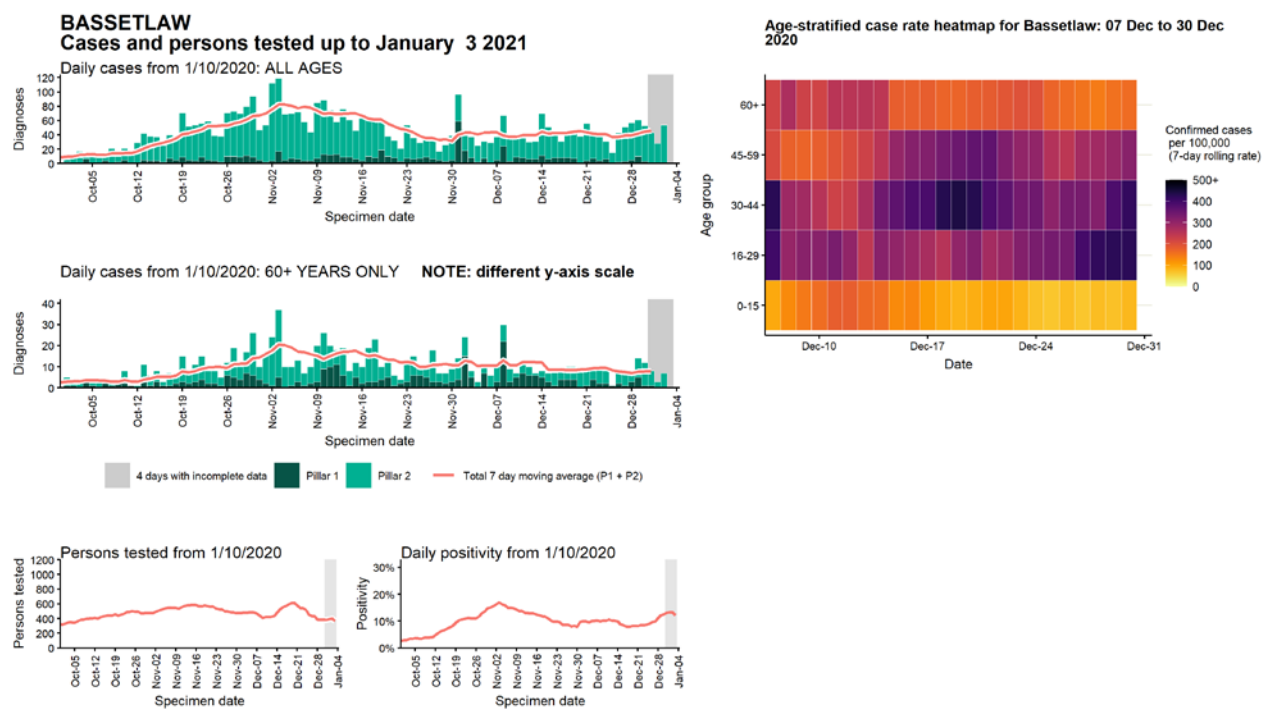 BASSETLAW
Cases and persons tested up to January 3 2021
Daily cases from 1/10/2020: ALL AGES
Diagnoses
120
100
80
60
40
20
0
Oct-05
Oct-12
Oct-19
Oct-26
Nov-02
Nov-09
Nov-16
Nov-23
Nov-30
Dec-07
Dec-14
Dec-21
Dec-28
Jan-04
Specimen date
Daily cases from 1/10/2020: 60+ YEARS ONLY NOTE: different y-axis scale
Diagnoses
40
30
20
10
0
Oct-05
Oct-12
Oct-19
Oct-26
Nov-02
Nov-09
Nov-16
Nov-23
Nov-30
Dec-07
Dec-14
Dec-21
Dec-28
Jan-04
Specimen date
4 days with incomplete data
Pillar 1
Pillar 2
Total 7 day moving average (P1 + P2)
Persons tested from 1/10/2020
Persons tested
1200
1000
800
600
400
200
0
Oct-05
Oct-12
Oct-19
Oct-26
Nov-02
Nov-09
Nov-16
Nov-23
Nov-30
Dec-07
Dec-14
Dec-21
Dec-28
Jan-04
Specimen date
Daily positivity from 1/10/2020
Positivity
30%
20%
10%
0%
Oct-05
Oct-12
Oct-19
Oct-26
Nov-02
Nov-09
Nov-16
Nov-23
Nov-30
Dec-07
Dec-14
Dec-21
Dec-28
Jan-04
Specimen date
Age-stratified case rate heatmap for Bassetlaw: 07 Dec to 30 Dec
2020
Age group
60+
45-59
30-44
16-29
0-15
Dec-10
Dec-17
Dec-24
Dec-31
Date
Confirmed cases
per 100,000
(7-day rolling rate)
500+
400
300
200
100
0